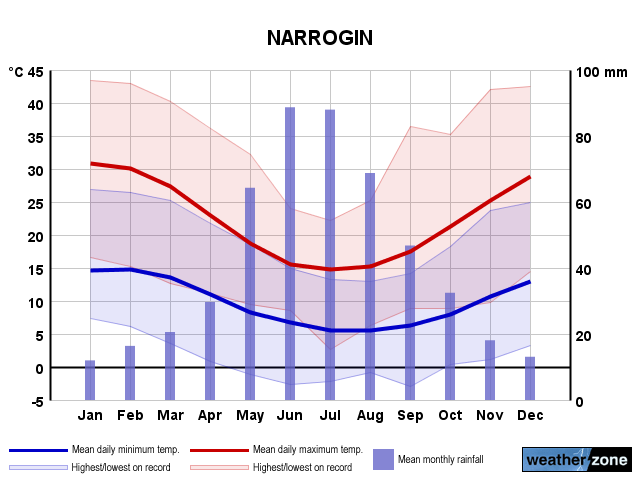 NARROGIN
°C 45 100 mm
40
35 80
30
25 60
20
15 40
10
5 20
0
-5 0
Jan Feb Mar Apr May Jun Jul Aug Sep Oct Nov Dec
Mean daily minimum temp. Mean daily maximum temp. Mean monthly rainfall
Highest/lowest on record Highest/lowest on record
weather zone